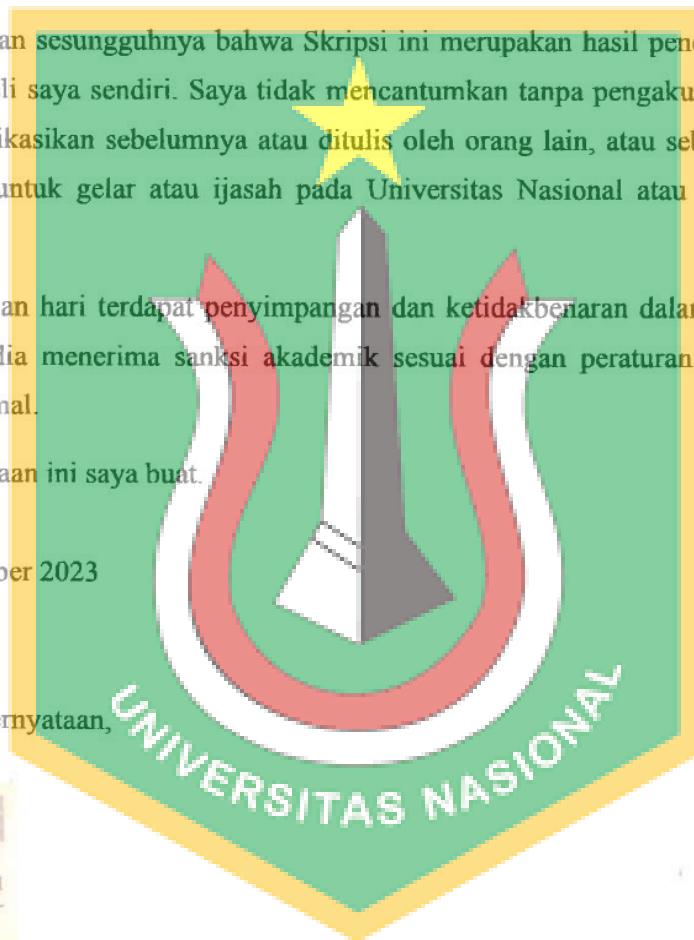 an sesungguhnya bahwa Skripsi ini merupakan hasil pene
li saya sendiri. Saya tidak mencantumkan tanpa pengaku
ikasikan sebelumnya atau ditulis oleh orang lain, atau seb
untuk gelar atau ijasah pada Universitas Nasional atau
an hari terdapat penyimpangan dan ketidakbenaran dalar
dia menerima sanksi akademik sesuai dengan peraturan
nal.
aan ini saya buat.
ber 2023
ernyataan,
UNIVERSITAS NASIONAL